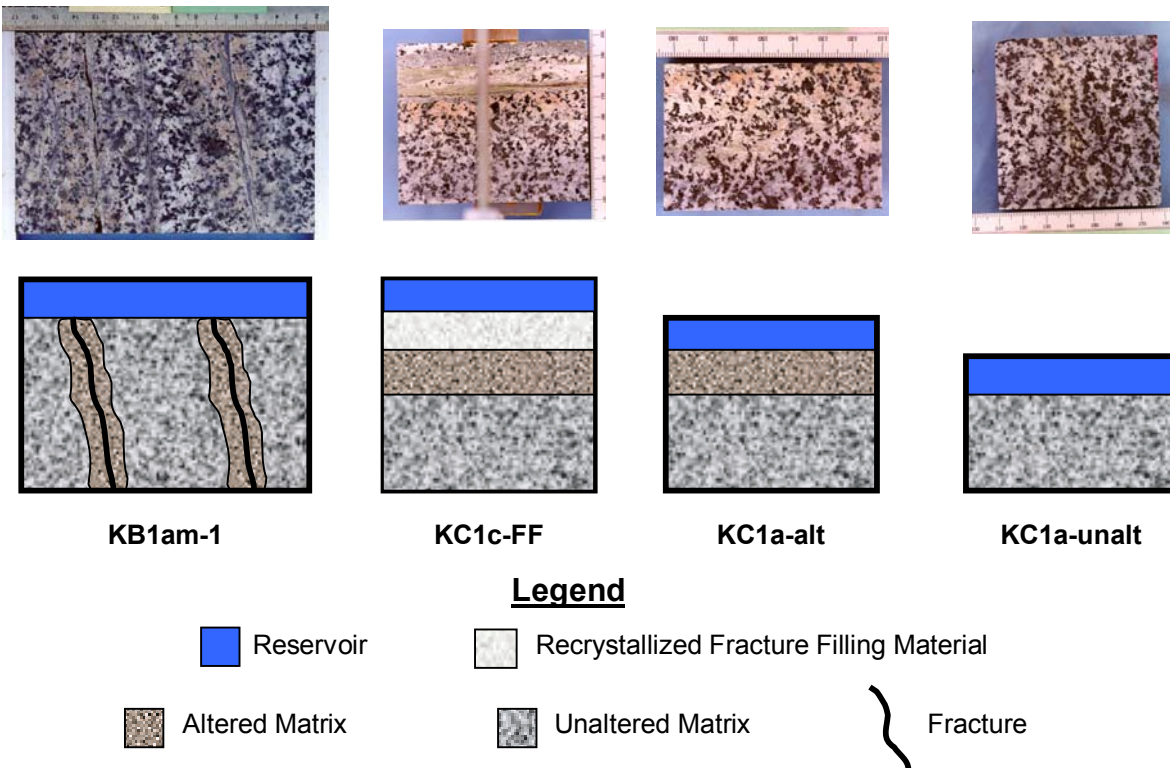 KB1am-1 KC1c-FF KC1a-alt KC1a-unalt
Legend
Reservoir Recrystallized Fracture Filling Material
Altered Matrix Unaltered Matrix Fracture